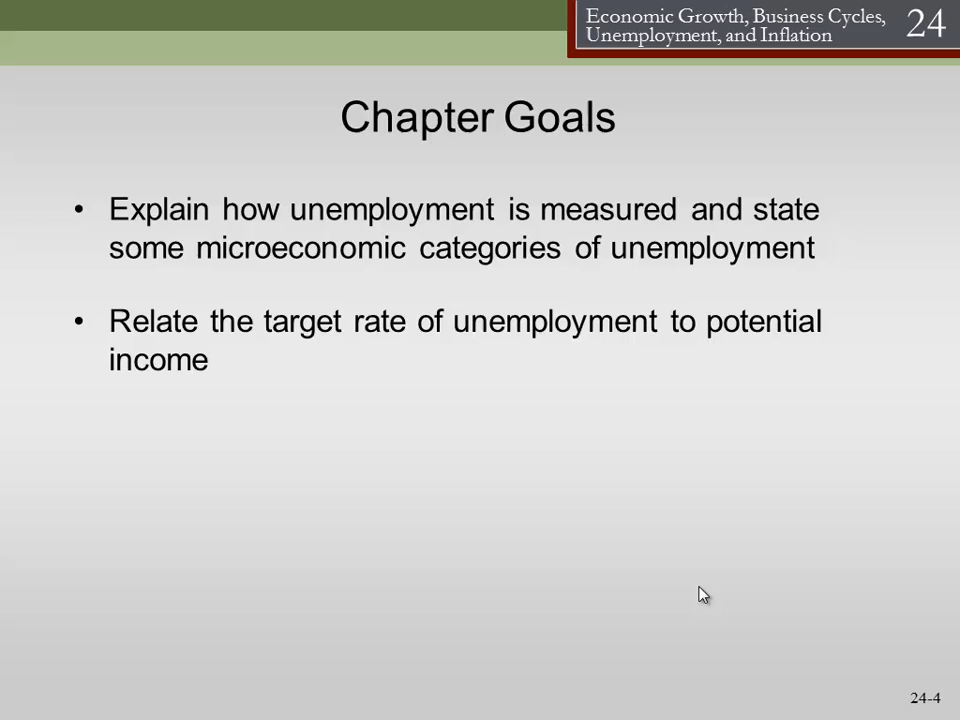 Economic Growth, Business Cycles,
Unemployment, and Inflation
24
Chapter Goals
• Explain how unemployment is measured and state
some microeconomic categories of unemployment
• Relate the target rate of unemployment to potential
income
24-4